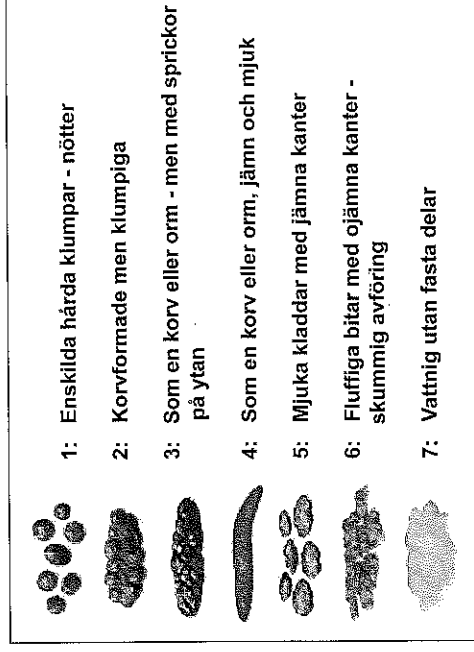 1: Enskilda hårda klumpar - nötter
2: Korvformade men klumpiga
3: Som en korv eller orm - men med sprickor
på ytan
4: Som en korv eller orm, jämn och mjuk
5: Mjuka kladdar med jämna kanter
6: Fluffiga bitar med ojämna kanter -
skummig avföring
7: Vattnig utan fasta delar